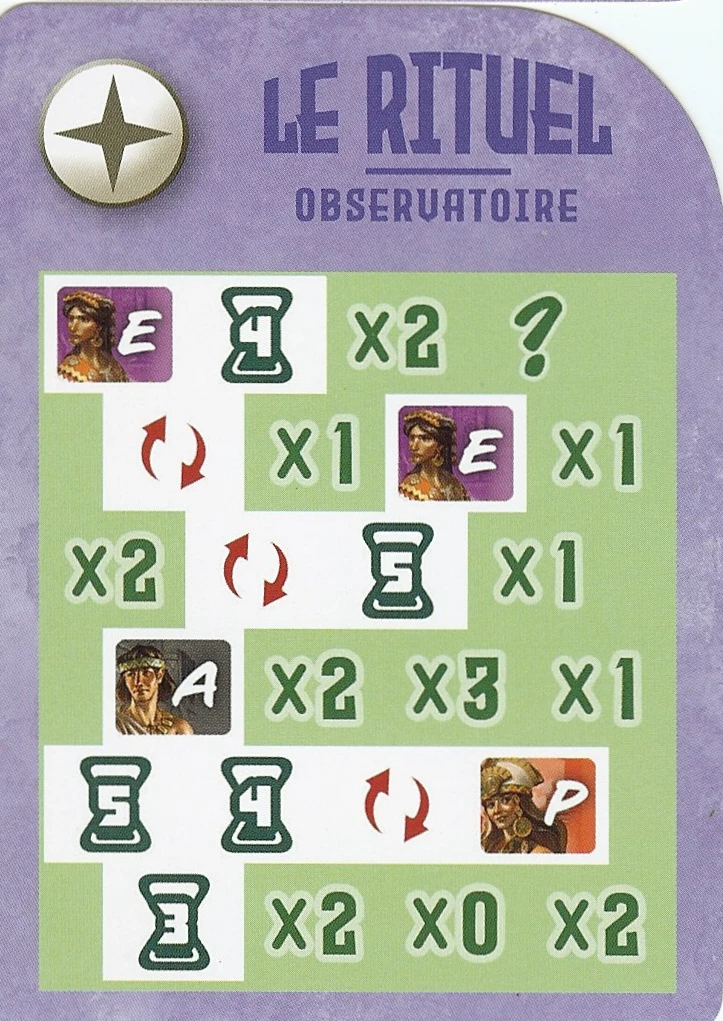 LE RITUEL
OBSERVATOIRE
E 4 X2 ?
X1 E X1
X2 5 X1
A X2 X3 X1
5 4 P
3 X2 X0 X2